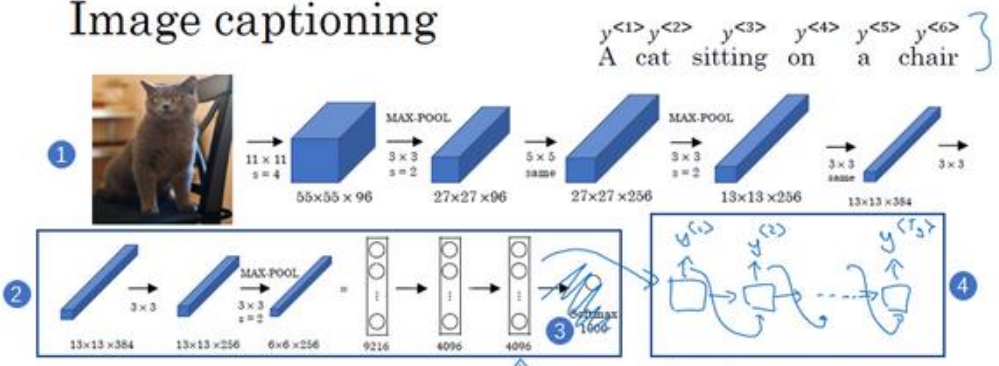 Image captioning
y<1> y<2> y<3> y<4> y<5> y<6>
A cat sitting on a chair
1
11 × 11
s = 4
55×55 × 96
MAX-POOL
3 × 3
s = 2
27×27 ×96
5 × 5
same
27×27 ×256
MAX-POOL
3 × 3
s = 2
13×13 ×256
3 × 3
same
13×13 ×384
3 × 3
2
13×13 ×384
3 × 3
13×13 ×256
MAX-POOL
3 × 3
s = 2
6×6 ×256
=
9216
4096
4096
3
Softmax
1000
y<1> y<2> y<Ty>
4